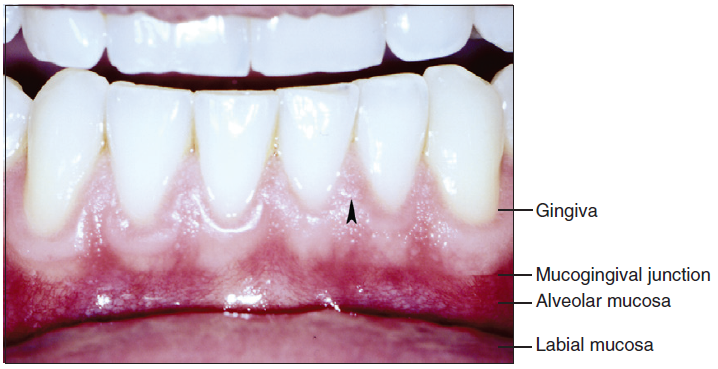 Gingiva
Mucogingival junction
Alveolar mucosa
Labial mucosa